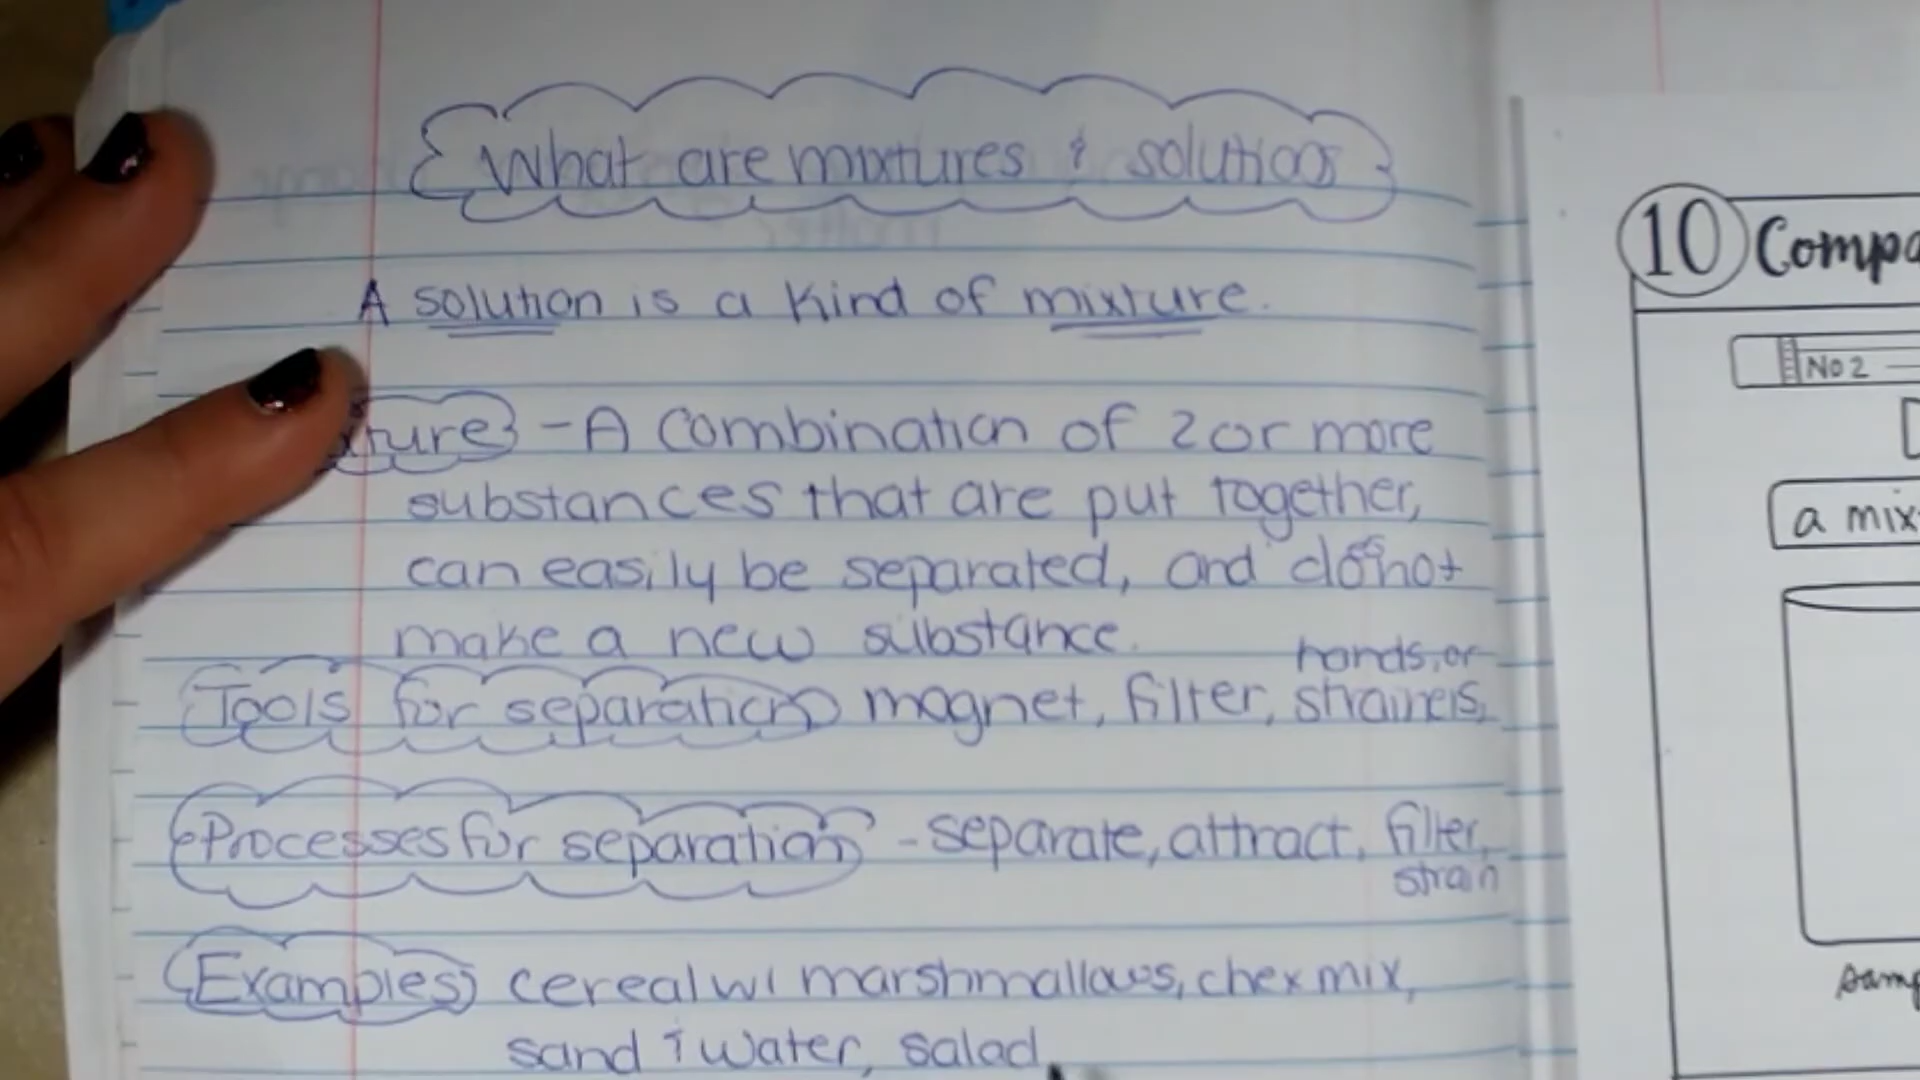 What are mixtures & solutions
A solution is a kind of mixture.
xture - A combination of 2 or more
substances that are put together,
can easily be separated, and does not
make a new substance.
hands, or
Tools for separation magnet, filter, strainers,
Processes for separation - separate, attract, filter,
strain
Examples cereal w/ marshmallows, chex mix,
sand & water, salad
10 Compa
No 2
a mix
samp